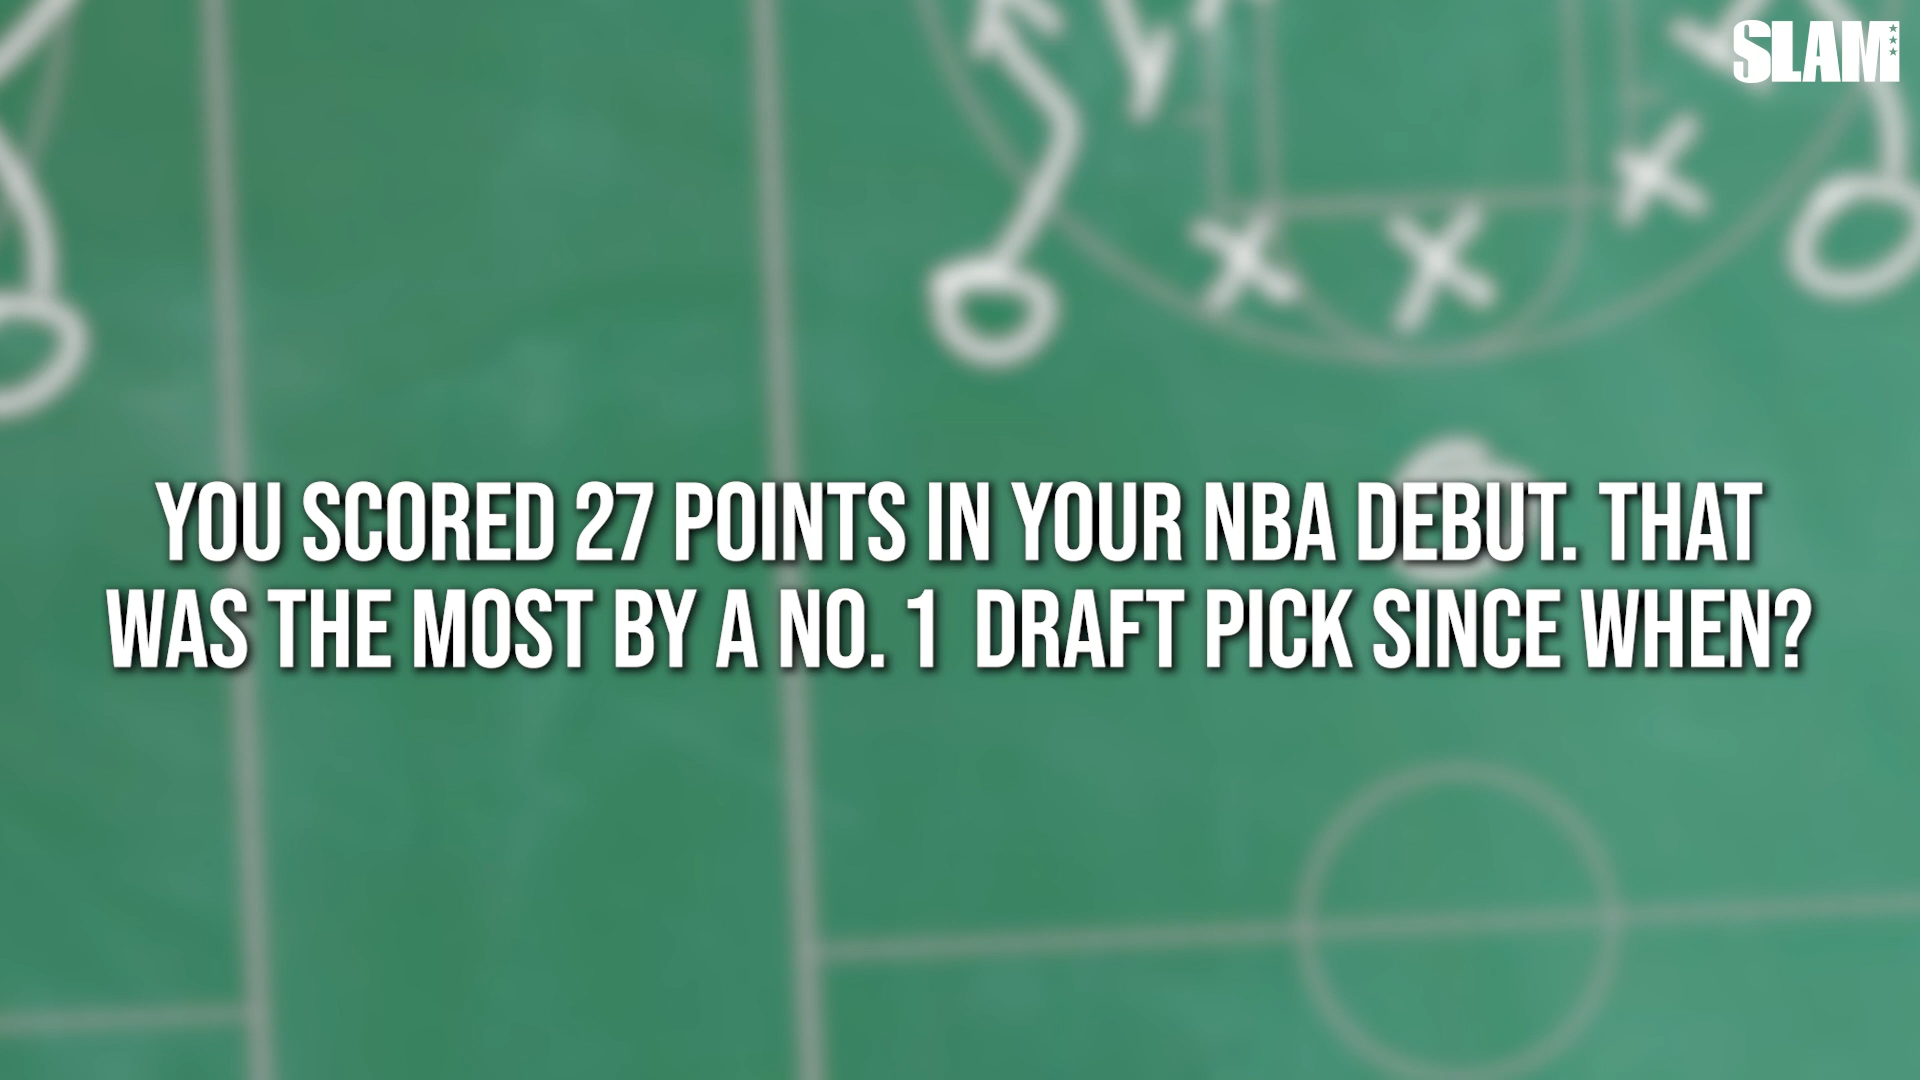 SLAM
YOU SCORED 27 POINTS IN YOUR NBA DEBUT. THAT
WAS THE MOST BY A NO. 1 DRAFT PICK SINCE WHEN?